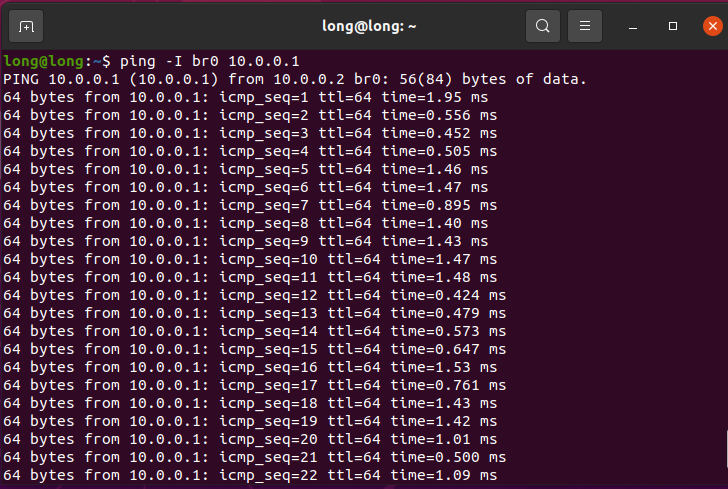 long@long: ~
long@long:~$ ping -I br0 10.0.0.1
PING 10.0.0.1 (10.0.0.1) from 10.0.0.2 br0: 56(84) bytes of data.
64 bytes from 10.0.0.1: icmp_seq=1 ttl=64 time=1.95 ms
64 bytes from 10.0.0.1: icmp_seq=2 ttl=64 time=0.556 ms
64 bytes from 10.0.0.1: icmp_seq=3 ttl=64 time=0.452 ms
64 bytes from 10.0.0.1: icmp_seq=4 ttl=64 time=0.505 ms
64 bytes from 10.0.0.1: icmp_seq=5 ttl=64 time=1.46 ms
64 bytes from 10.0.0.1: icmp_seq=6 ttl=64 time=1.47 ms
64 bytes from 10.0.0.1: icmp_seq=7 ttl=64 time=0.895 ms
64 bytes from 10.0.0.1: icmp_seq=8 ttl=64 time=1.40 ms
64 bytes from 10.0.0.1: icmp_seq=9 ttl=64 time=1.43 ms
64 bytes from 10.0.0.1: icmp_seq=10 ttl=64 time=1.47 ms
64 bytes from 10.0.0.1: icmp_seq=11 ttl=64 time=1.48 ms
64 bytes from 10.0.0.1: icmp_seq=12 ttl=64 time=0.424 ms
64 bytes from 10.0.0.1: icmp_seq=13 ttl=64 time=0.479 ms
64 bytes from 10.0.0.1: icmp_seq=14 ttl=64 time=0.573 ms
64 bytes from 10.0.0.1: icmp_seq=15 ttl=64 time=0.647 ms
64 bytes from 10.0.0.1: icmp_seq=16 ttl=64 time=1.53 ms
64 bytes from 10.0.0.1: icmp_seq=17 ttl=64 time=0.761 ms
64 bytes from 10.0.0.1: icmp_seq=18 ttl=64 time=1.43 ms
64 bytes from 10.0.0.1: icmp_seq=19 ttl=64 time=1.42 ms
64 bytes from 10.0.0.1: icmp_seq=20 ttl=64 time=1.01 ms
64 bytes from 10.0.0.1: icmp_seq=21 ttl=64 time=0.500 ms
64 bytes from 10.0.0.1: icmp_seq=22 ttl=64 time=1.09 ms